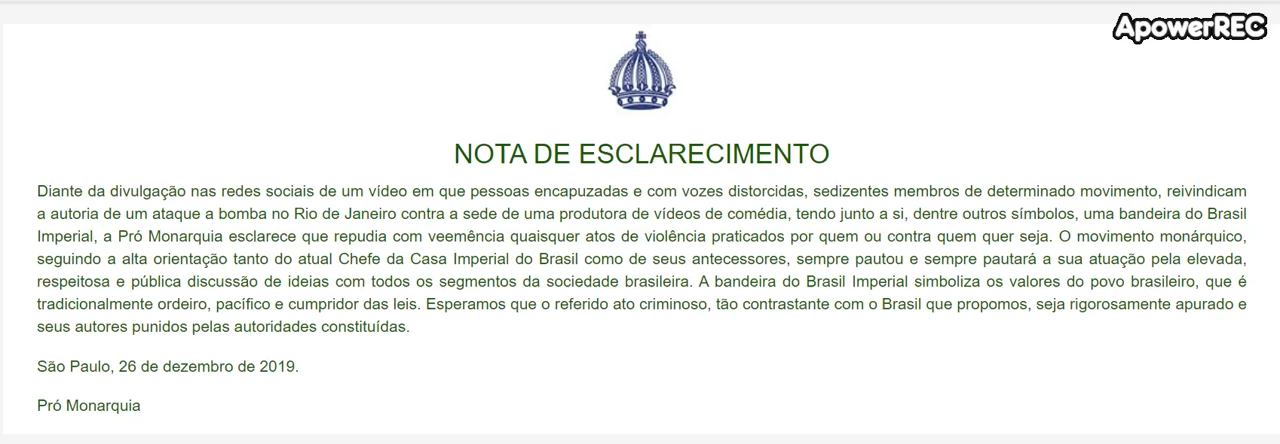 ApowerREC
NOTA DE ESCLARECIMENTO
Diante da divulgação nas redes sociais de um vídeo em que pessoas encapuzadas e com vozes distorcidas, sedizentes membros de determinado movimento, reivindicam
a autoria de um ataque a bomba no Rio de Janeiro contra a sede de uma produtora de vídeos de comédia, tendo junto a si, dentre outros símbolos, uma bandeira do Brasil
Imperial, a Pró Monarquia esclarece que repudia com veemência quaisquer atos de violência praticados por quem ou contra quem quer seja. O movimento monárquico,
seguindo a alta orientação tanto do atual Chefe da Casa Imperial do Brasil como de seus antecessores, sempre pautou e sempre pautará a sua atuação pela elevada,
respeitosa e pública discussão de ideias com todos os segmentos da sociedade brasileira. A bandeira do Brasil Imperial simboliza os valores do povo brasileiro, que é
tradicionalmente ordeiro, pacífico e cumpridor das leis. Esperamos que o referido ato criminoso, tão contrastante com o Brasil que propomos, seja rigorosamente apurado e
seus autores punidos pelas autoridades constituídas.
São Paulo, 26 de dezembro de 2019.
Pró Monarquia